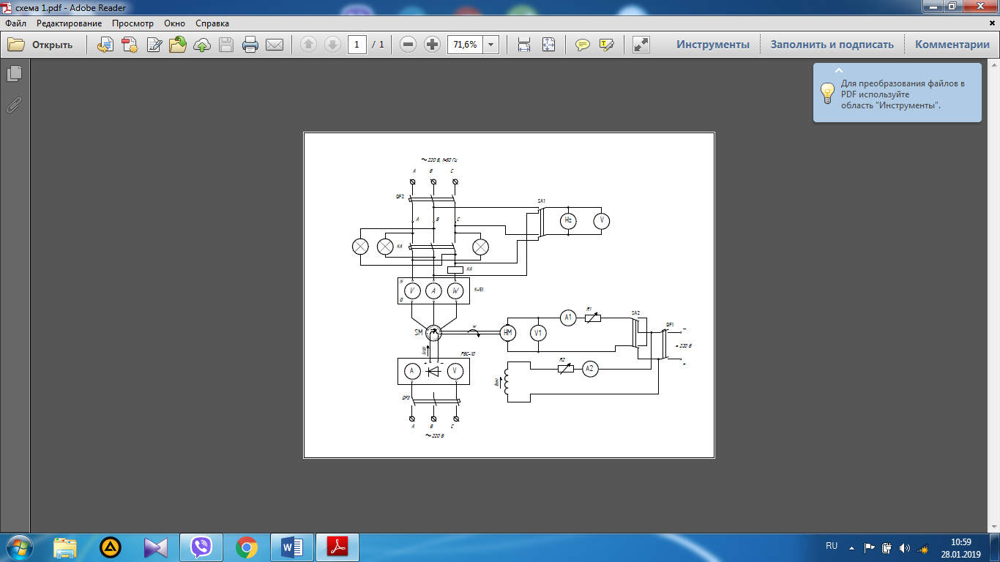 схема 1.pdf - Adobe Reader
Файл Редактирование Просмотр Окно Справка
Открыть
1 / 1
71,6%
Инструменты
Заполнить и подписать
Комментарии
Для преобразования файлов в
PDF используйте
область "Инструменты".
~ 220 В, f=50 Гц
A B C
QF2
SA1
A B C
Hz V
KA
KA
N
V A W
G
K-51
SM
w
HM
V1
A1
R1
SA2
QF1
-
= 220 В
+
РВС-10
+ -
A V
R2
A2
QF3
A B C
~ 220 В
RU
10:59
28.01.2019